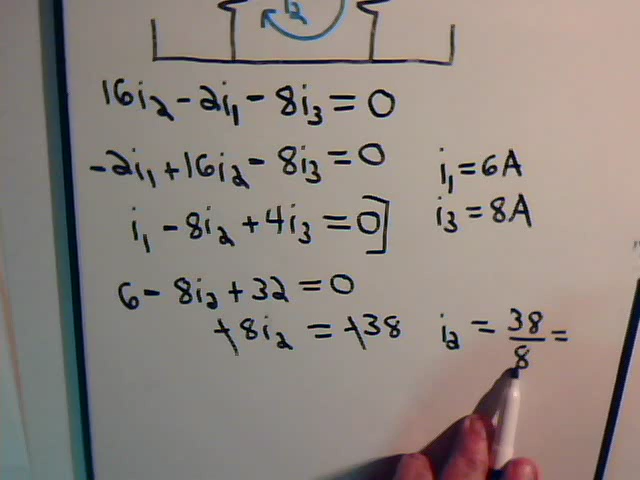 i2
16i2 - 2i1 - 8i3 = 0
-2i1 + 16i2 - 8i3 = 0
i1 = 6A
i1 - 8i2 + 4i3 = 0]
i3 = 8A
6 - 8i2 + 32 = 0
+8i2 = +38
i2 = 38/8 =